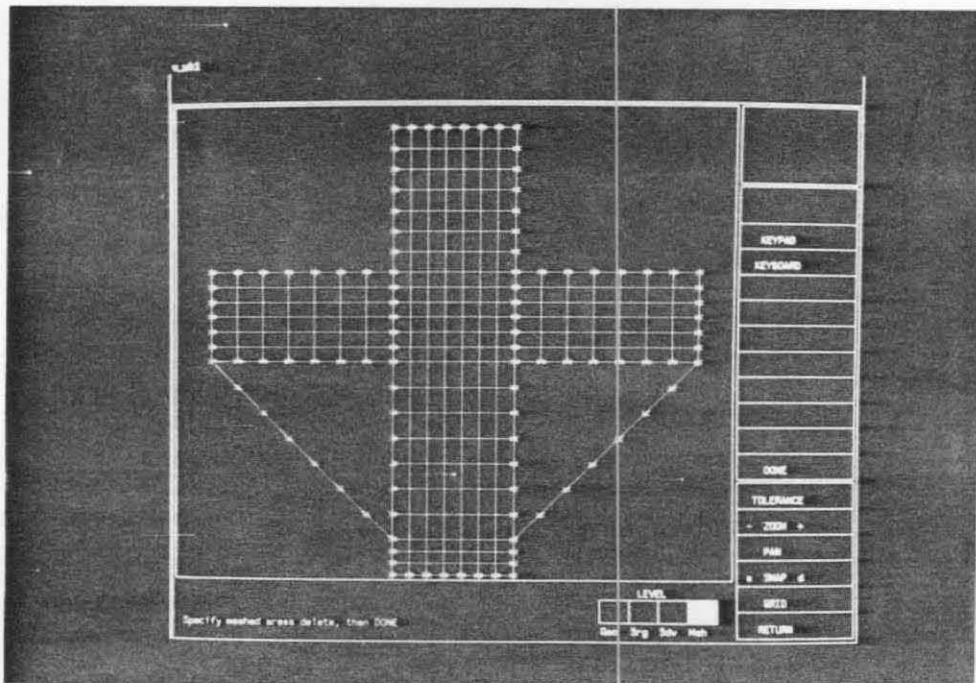 KEYPAD
KEYBOARD
DONE
TOLERANCE
- ZOOM +
PAN
s SNAP d
GRID
RETURN
LEVEL
Geo Srg Sdv Msh
Specify meshed areas delete, then DONE